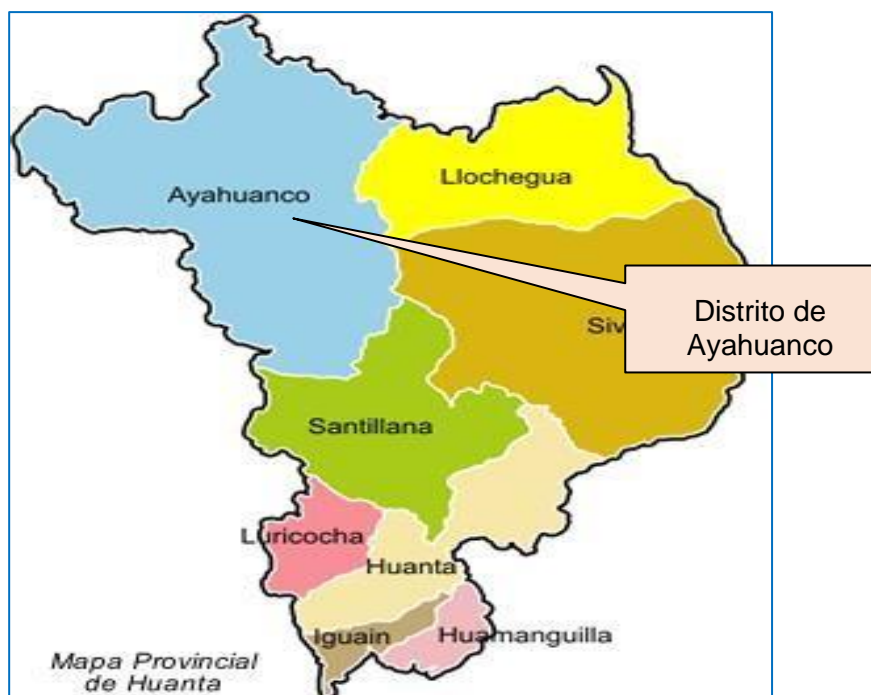 Llochegua
Ayahuanco
Distrito de
Ayahuanco
Santillana
Luricocha
Huanta
Iguain
Huamanguilla
Mapa Provincial
de Huanta